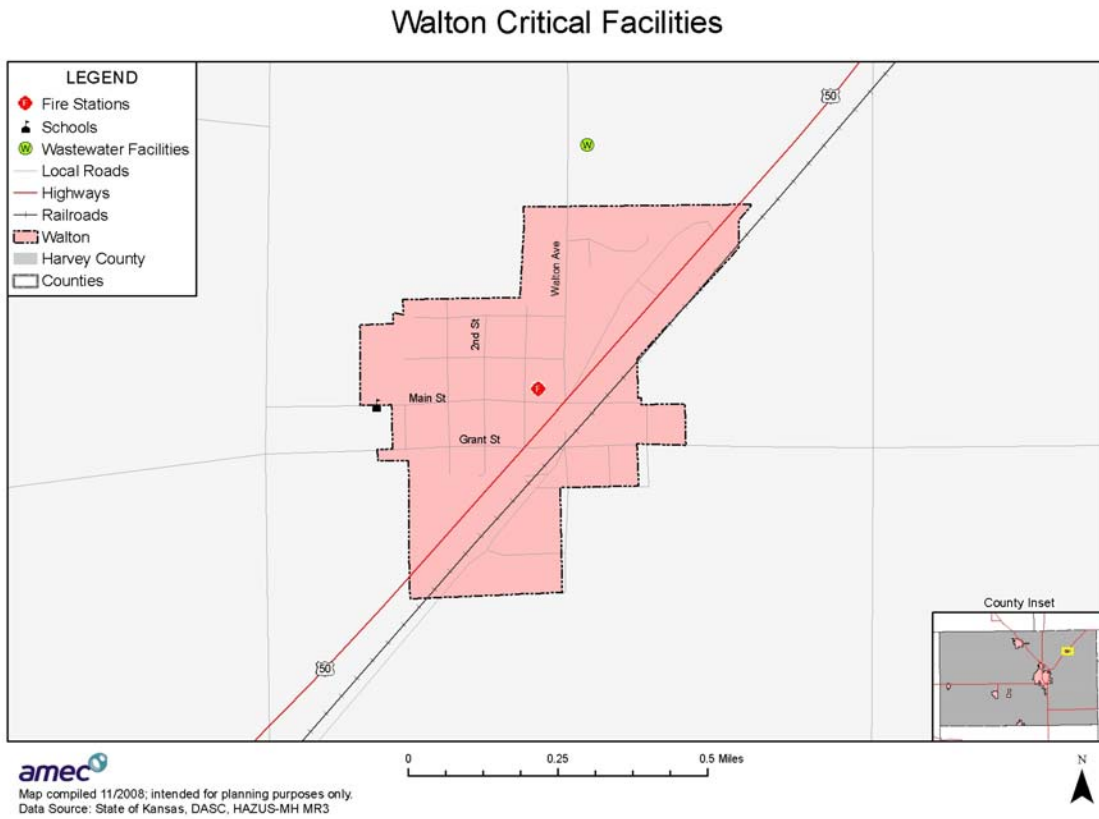 Walton Critical Facilities
LEGEND
F Fire Stations
Schools
W Wastewater Facilities
Local Roads
Highways
Railroads
Walton
Harvey County
Counties
50
W
Walton Ave
2nd St
F
Main St
Grant St
50
County Inset
amec
0 0.25 0.5 Miles
N
Map compiled 11/2008; intended for planning purposes only.
Data Source: State of Kansas, DASC, HAZUS-MH MR3